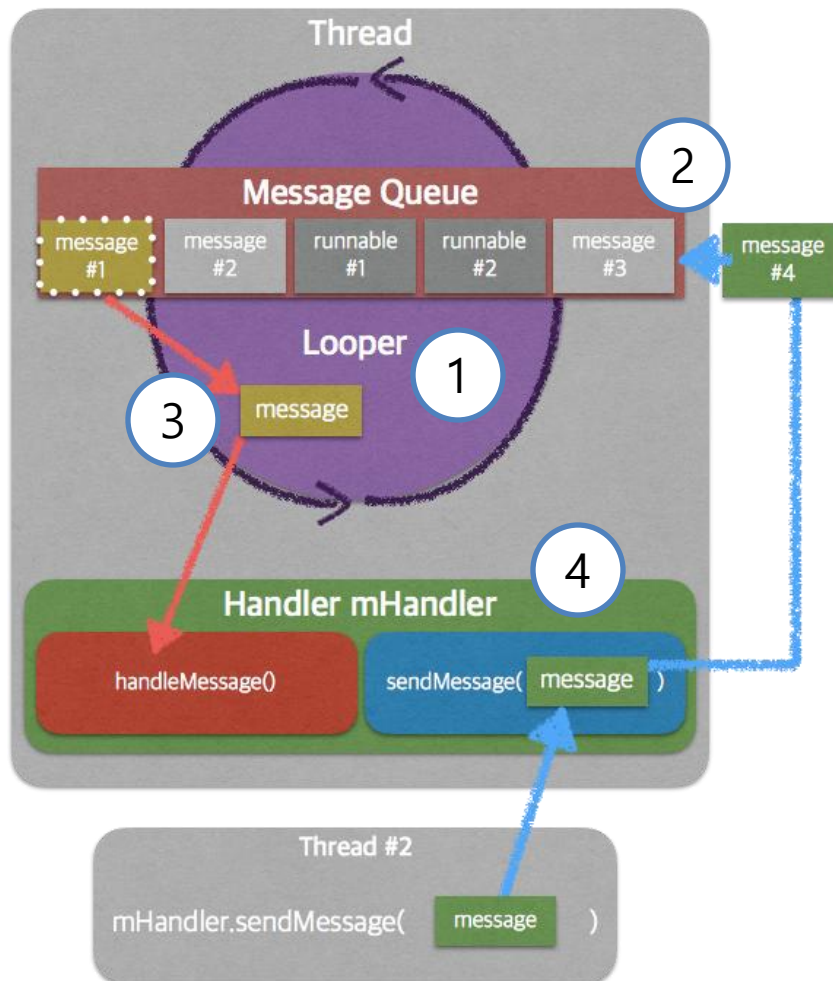 Thread
2
Message Queue
message
#1
message
#2
runnable
#1
runnable
#2
message
#3
message
#4
Looper
1
3
message
4
Handler mHandler
handleMessage()
sendMessage( message )
Thread #2
mHandler.sendMessage( message )